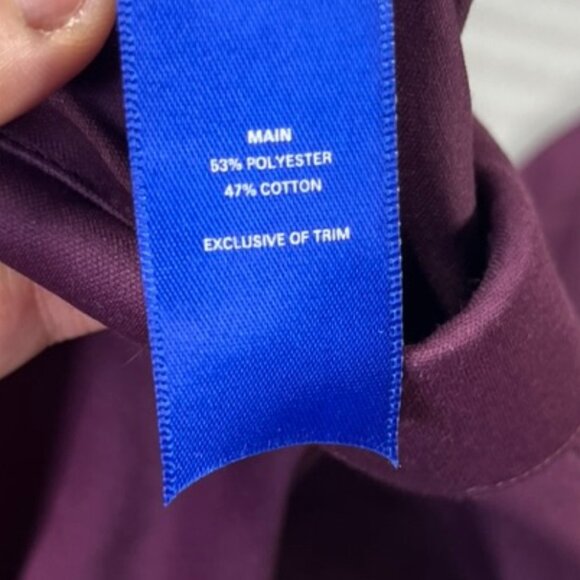 MAIN
53% POLYESTER
47% COTTON
EXCLUSIVE OF TRIM